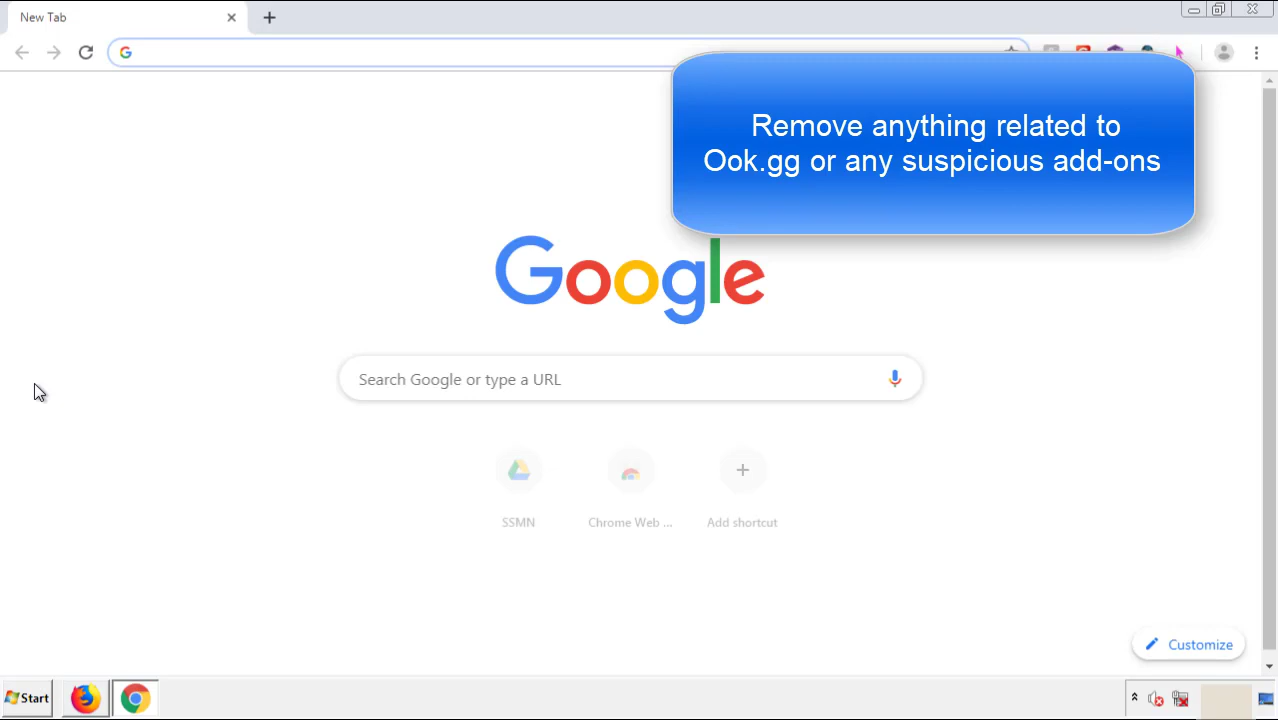 New Tab
Remove anything related to
Ook.gg or any suspicious add-ons
Google
Search Google or type a URL
SSMN
Chrome Web ...
Add shortcut
Customize
Start